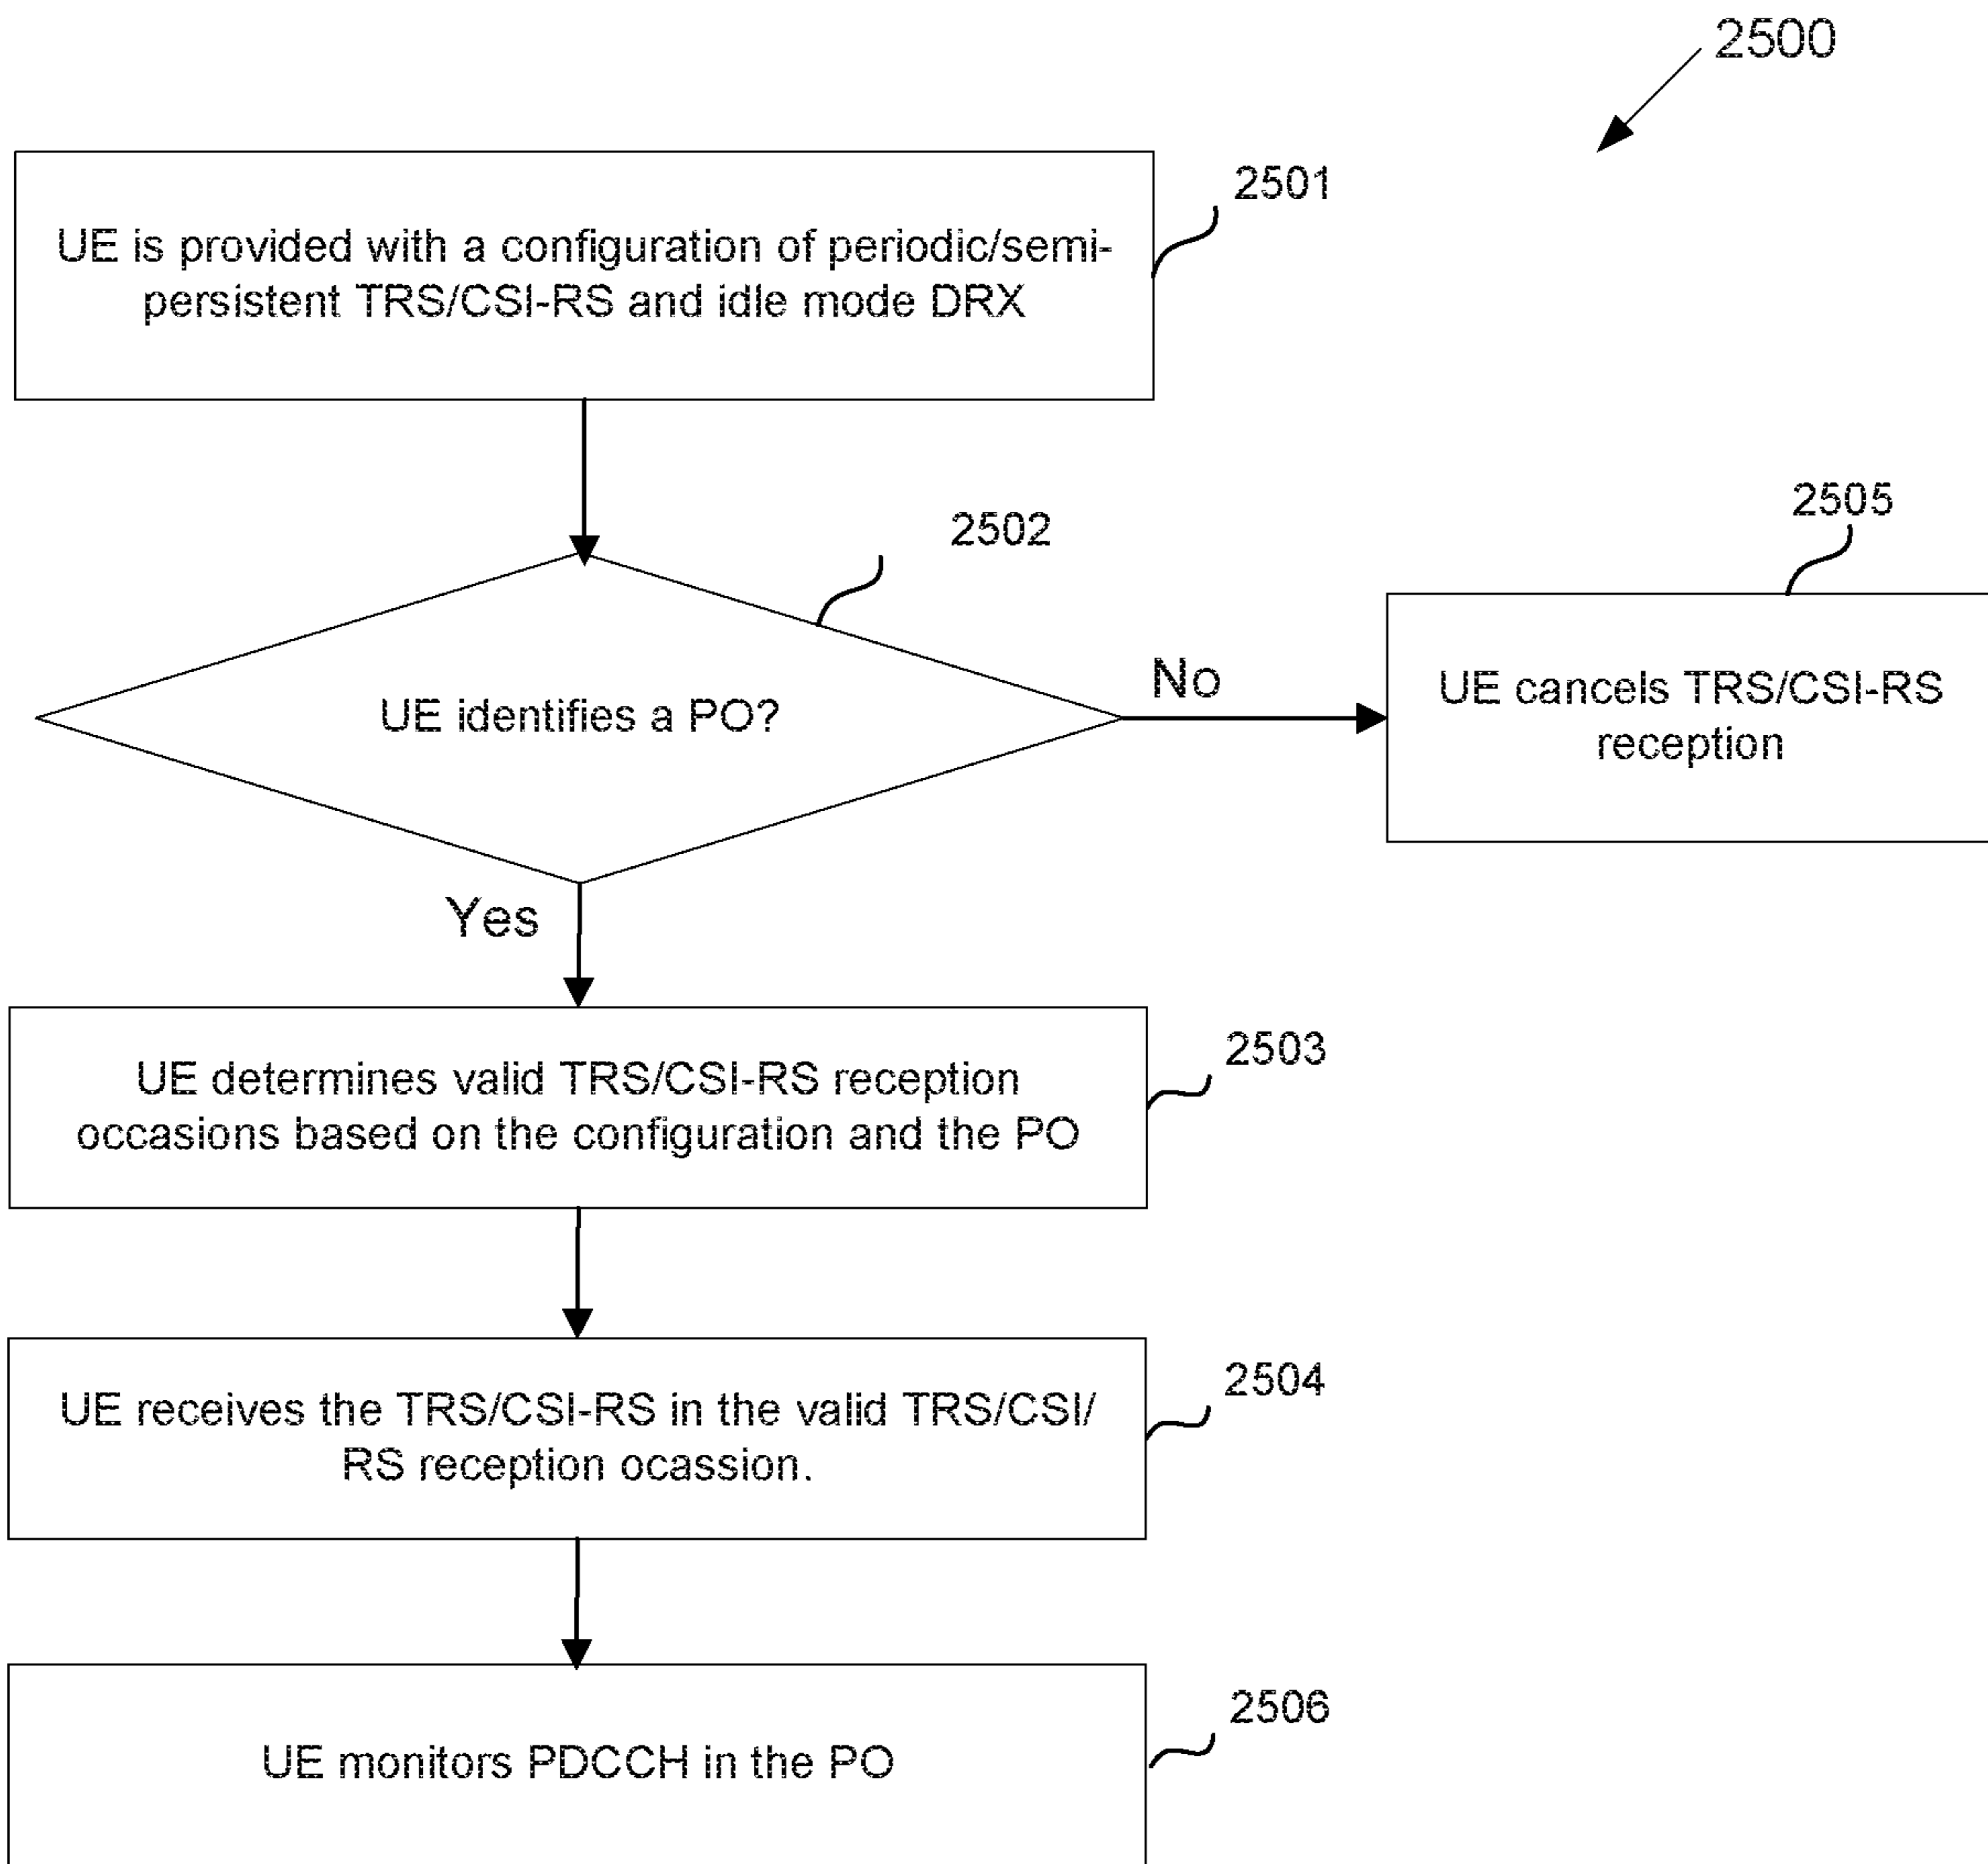 2500
2501
UE is provided with a configuration of periodic/semi-
persistent TRS/CSI-RS and idle mode DRX
2502
2505
UE identifies a PO?
No
UE cancels TRS/CSI-RS
reception
Yes
2503
UE determines valid TRS/CSI-RS reception
occasions based on the configuration and the PO
2504
UE receives the TRS/CSI-RS in the valid TRS/CSI/
RS reception ocassion.
2506
UE monitors PDCCH in the PO